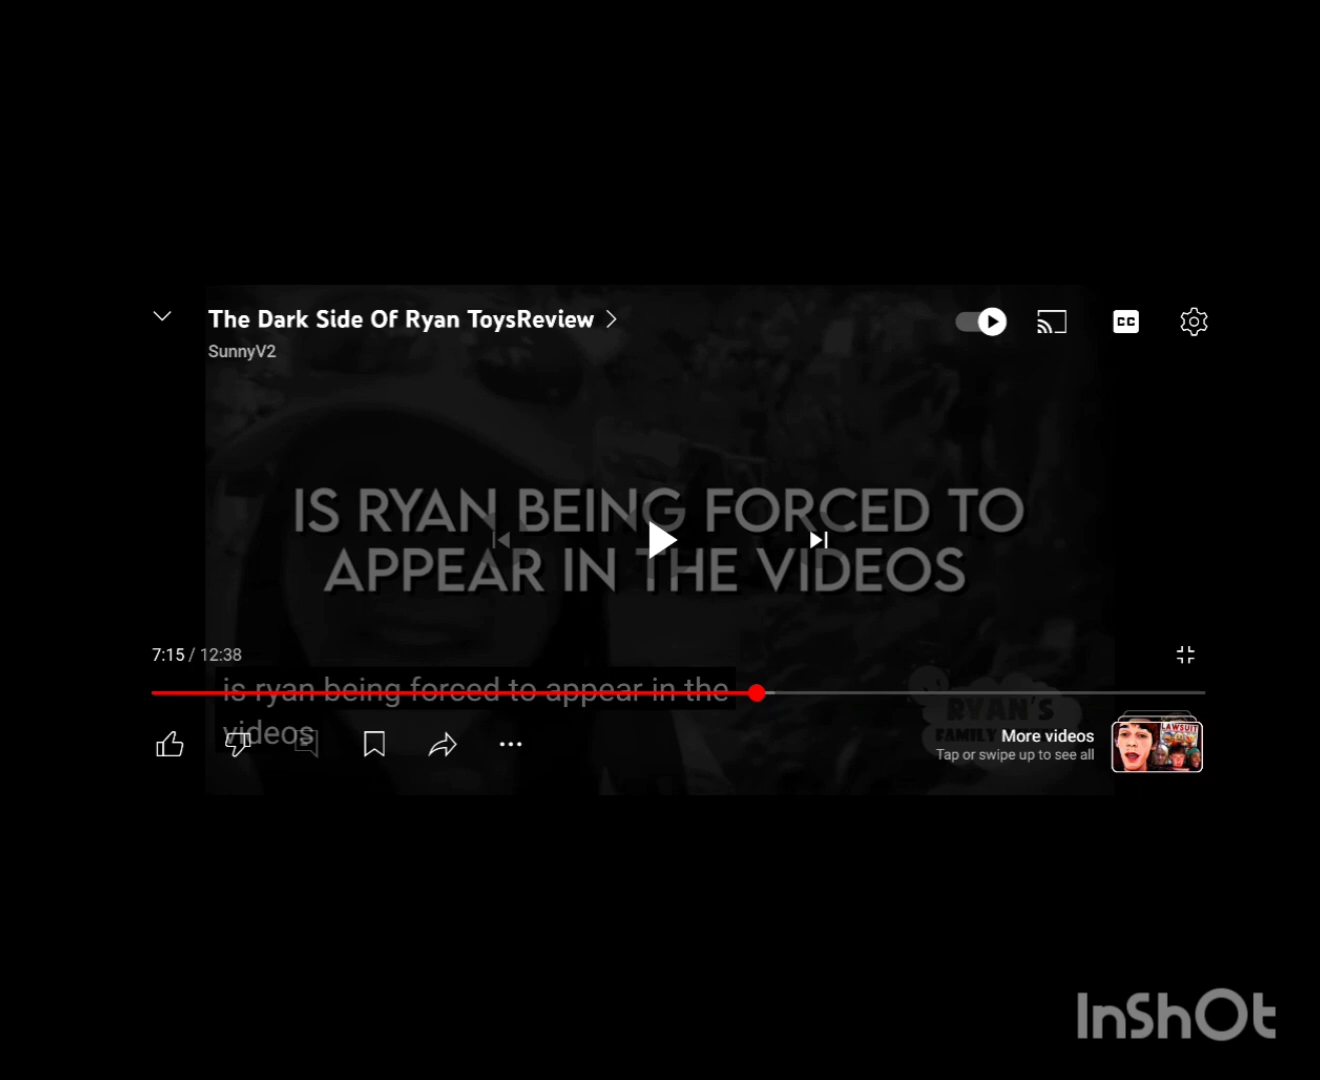 The Dark Side Of Ryan ToysReview
CC
SunnyV2
IS RYAN BEING FORCED TO
APPEAR IN THE VIDEOS
7:15 / 12:38
is ryan being forced to appear in the
videos
RYAN'S
FAMILY
More videos
Tap or swipe up to see all
LAWSUIT
InShOt